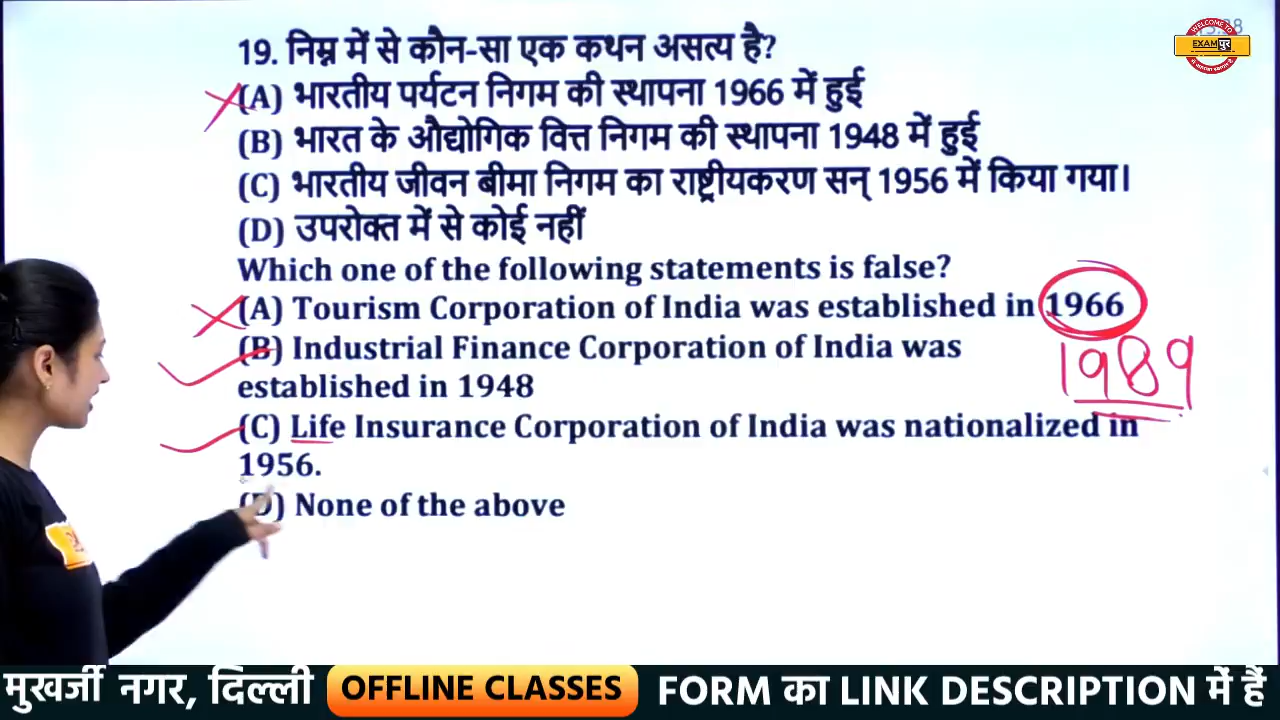 19. निम्न में से कौन-सा एक कथन असत्य है?
(A) भारतीय पर्यटन निगम की स्थापना 1966 में हुई
(B) भारत के औद्योगिक वित्त निगम की स्थापना 1948 में हुई
(C) भारतीय जीवन बीमा निगम का राष्ट्रीयकरण सन् 1956 में किया गया।
(D) उपरोक्त में से कोई नहीं
Which one of the following statements is false?
(A) Tourism Corporation of India was established in 1966
1989
(B) Industrial Finance Corporation of India was
established in 1948
(C) Life Insurance Corporation of India was nationalized in
1956.
(D) None of the above
WELCOME TO
EXAMपुर
मुखर्जी नगर, दिल्ली OFFLINE CLASSES FORM का LINK DESCRIPTION में हैं